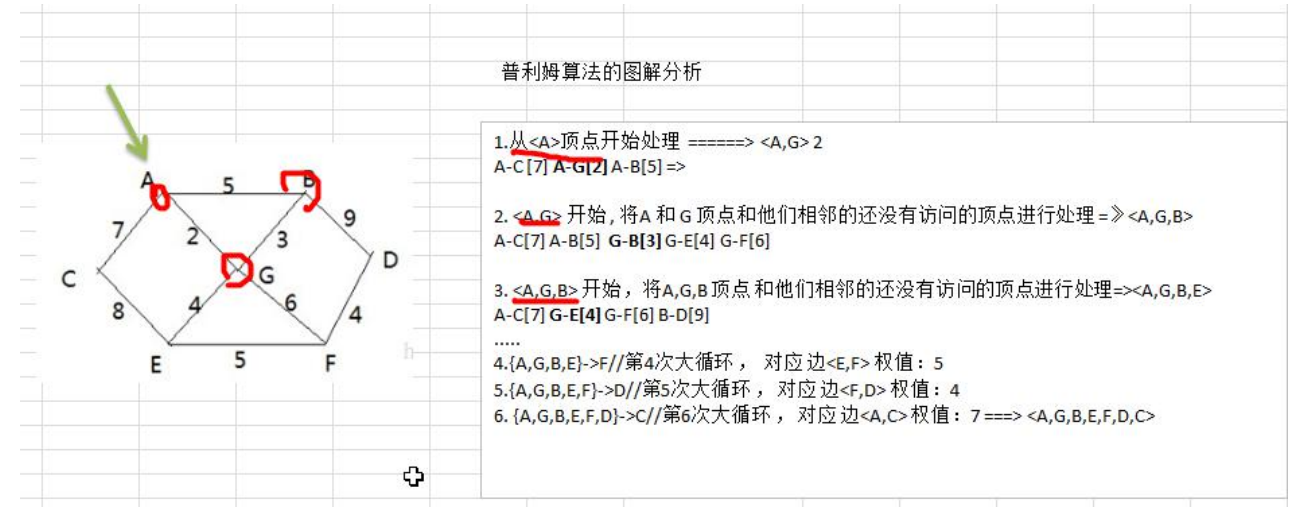 普利姆算法的图解分析
1.从<A>顶点开始处理 ======> <A,G> 2
A-C [7] A-G[2] A-B[5] =>
2. <A,G> 开始 , 将A 和 G 顶点和他们相邻的还没有访问的顶点进行处理 =》<A,G,B>
A-C[7] A-B[5] G-B[3] G-E[4] G-F[6]
3. <A,G,B> 开始，将A,G,B 顶点 和他们相邻的还没有访问的顶点进行处理=><A,G,B,E>
A-C[7] G-E[4] G-F[6] B-D[9]
.....
4.{A,G,B,E}->F//第4次大循环 ， 对应边<E,F> 权值：5
5.{A,G,B,E,F}->D//第5次大循环 ， 对应边<F,D> 权值：4
6. {A,G,B,E,F,D}->C//第6次大循环 ， 对应边<A,C> 权值：7 ===> <A,G,B,E,F,D,C>
A 5 B
7 2 3 9
C G D
8 4 6 4
E 5 F
h